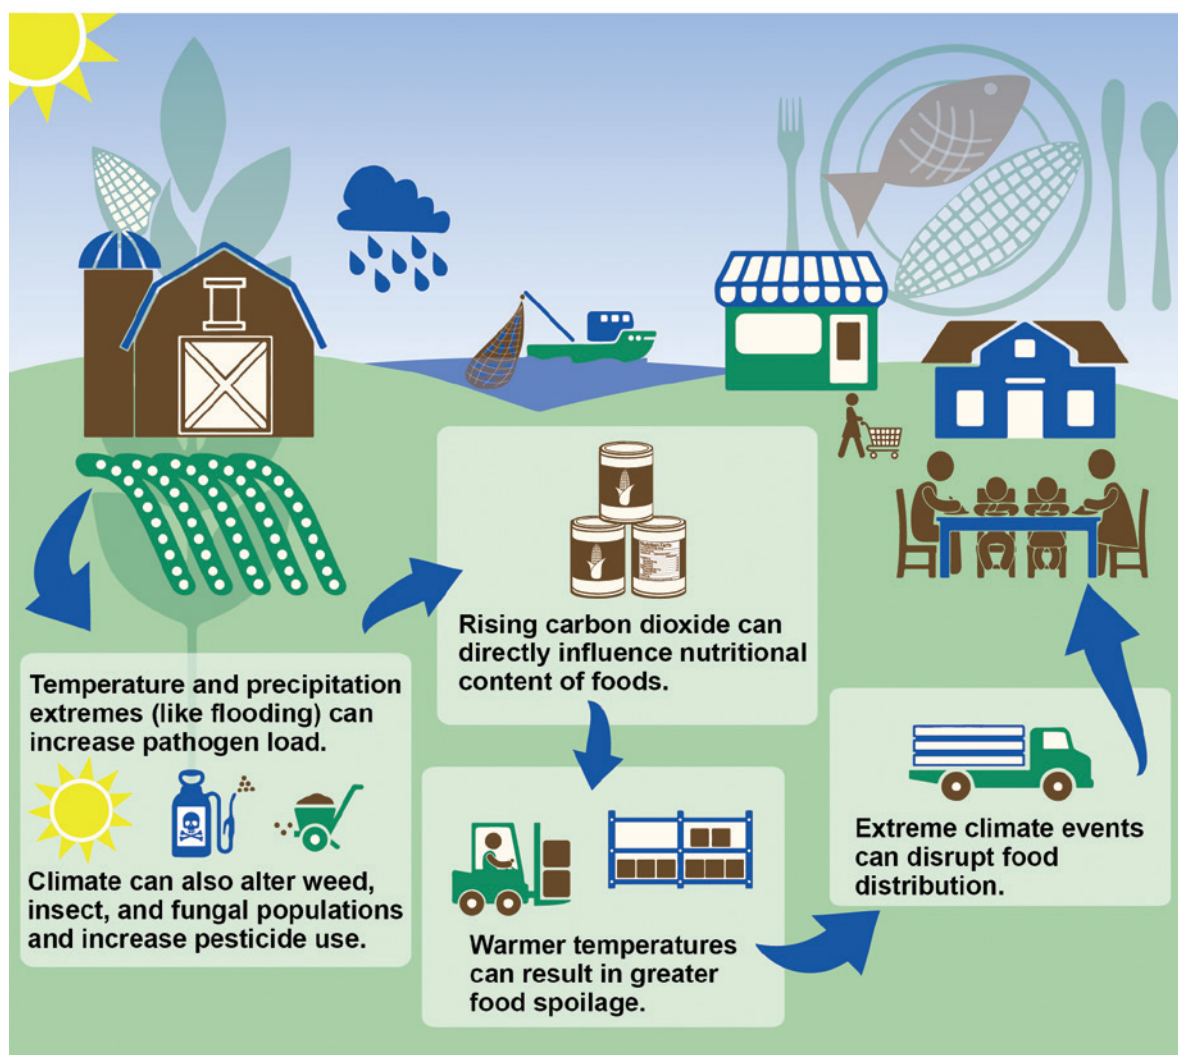 Temperature and precipitation
extremes (like flooding) can
increase pathogen load.
Climate can also alter weed,
insect, and fungal populations
and increase pesticide use.
Rising carbon dioxide can
directly influence nutritional
content of foods.
Warmer temperatures
can result in greater
food spoilage.
Extreme climate events
can disrupt food
distribution.